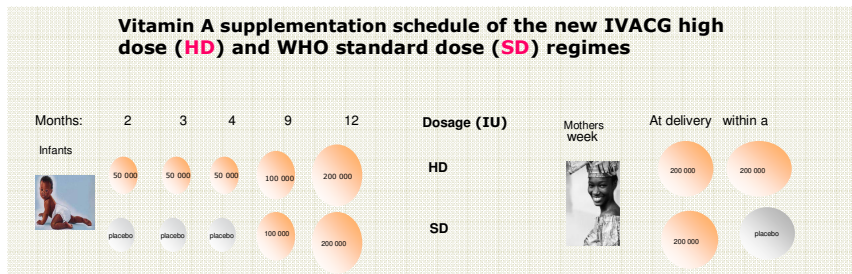 Vitamin A supplementation schedule of the new IVACG high
dose (HD) and WHO standard dose (SD) regimes
Months: 2 3 4 9 12 Dosage (IU) Mothers At delivery within a
week
Infants
HD
50 000 50 000 50 000 100 000 200 000 200 000 200 000
SD
placebo placebo placebo 100 000 200 000 200 000 placebo